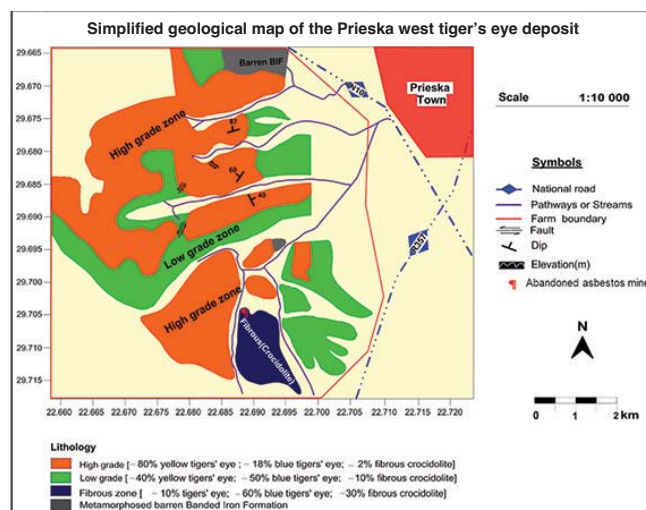 Simplified geological map of the Prieska west tiger's eye deposit
29.665
29.670
29.675
29.680
29.685
29.690
29.695
29.700
29.705
29.710
29.715
22.660 22.665 22.670 22.675 22.680 22.685 22.690 22.695 22.700 22.705 22.710 22.715 22.720
Barren BIF
High grade zone
67
60
40
Low grade zone
High grade zone
Fibrous(Crocidolite)
N10
R357
Prieska
Town
Scale 1:10 000
Symbols
National road
Pathways or Streams
Farm boundary
Fault
Dip
Elevation(m)
Abandoned asbestos mine
N
0 1 2 km
Lithology
High grade [~80% yellow tigers' eye ; ~18% blue tigers' eye; ~ 2% fibrous crocidolite]
Low grade [~40% yellow tigers' eye; ~50% blue tigers' eye; ~10% fibrous crocidolite]
Fibrous zone [ ~ 10% tigers' eye; ~60% blue tigers' eye; ~30% fibrous crocidolite]
Metamorphosed barren Banded Iron Formation